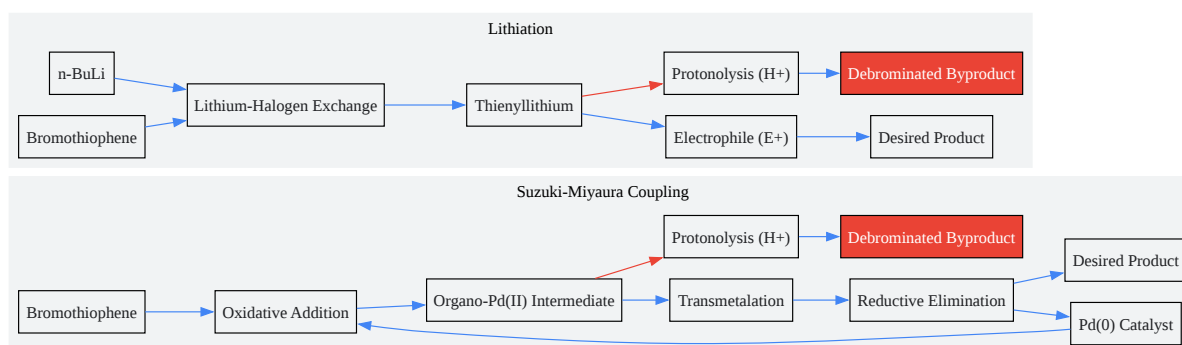 Lithiation
n-BuLi
Bromothiophene
Lithium-Halogen Exchange
Thienyllithium
Protonolysis (H+)
Debrominated Byproduct
Electrophile (E+)
Desired Product
Suzuki-Miyaura Coupling
Bromothiophene
Oxidative Addition
Organo-Pd(II) Intermediate
Protonolysis (H+)
Debrominated Byproduct
Transmetalation
Reductive Elimination
Desired Product
Pd(0) Catalyst